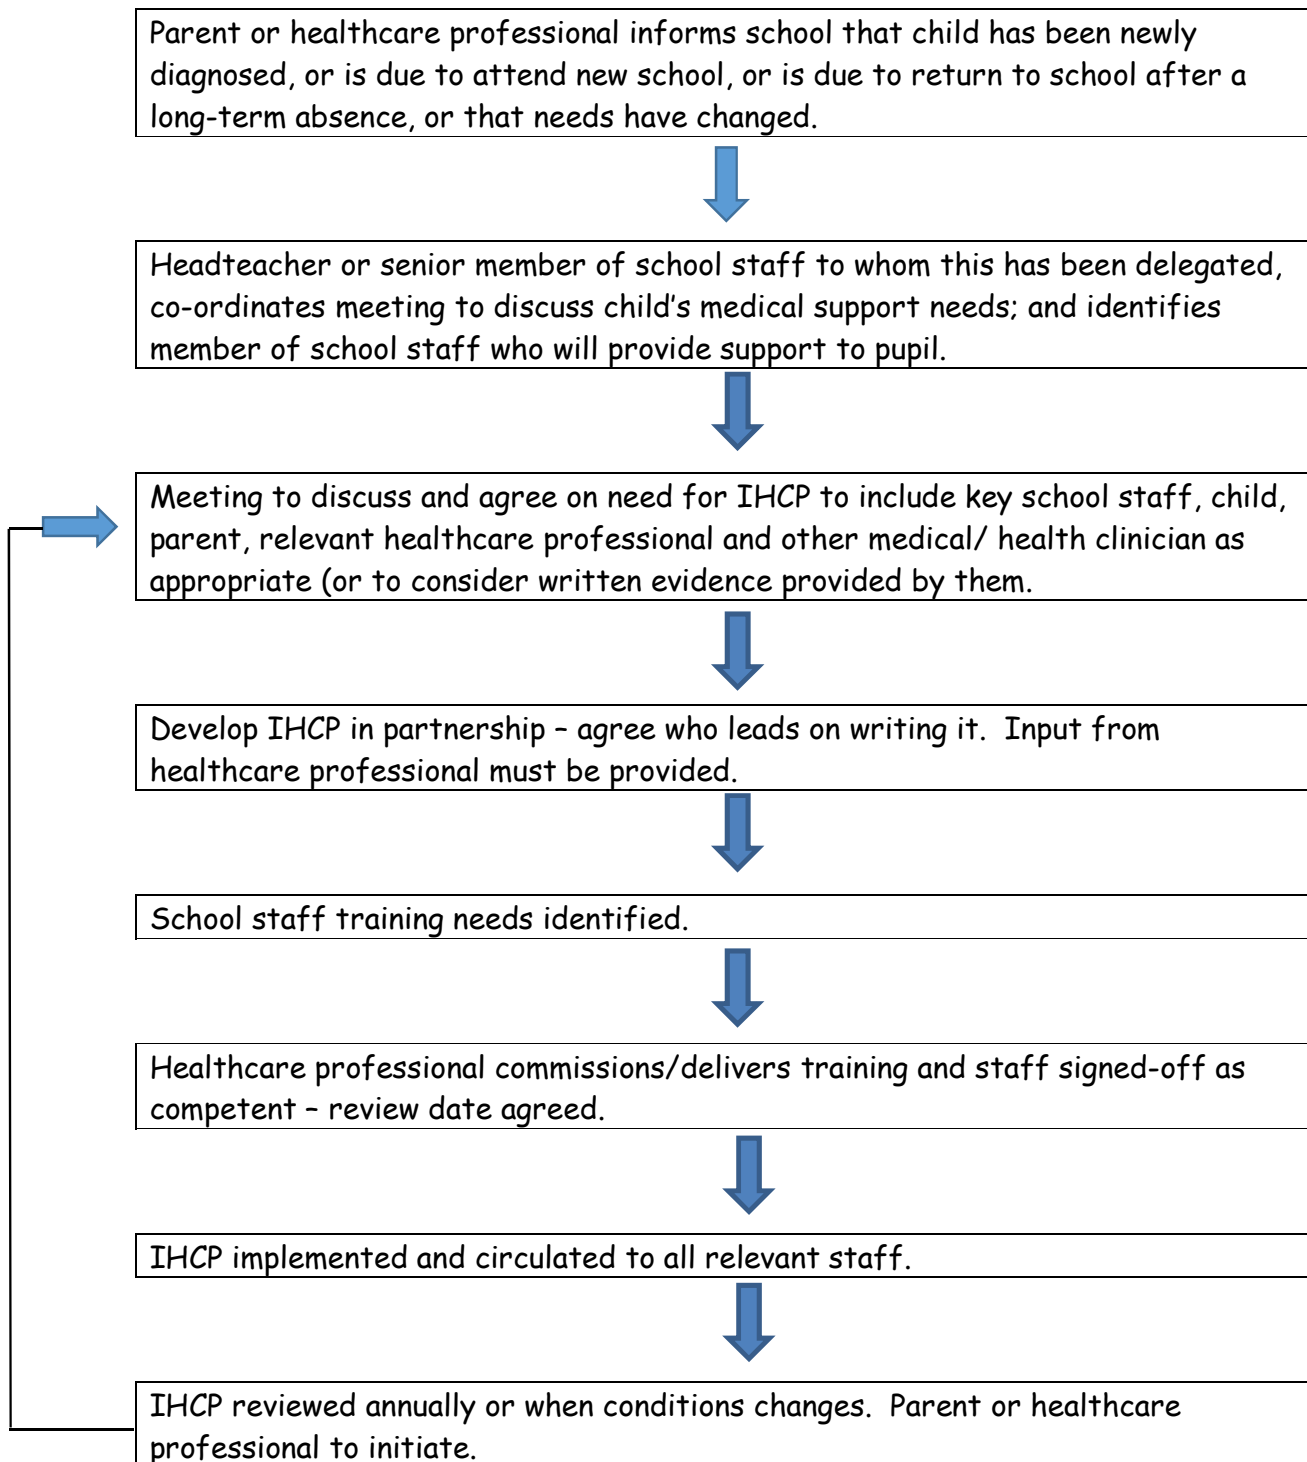 Parent or healthcare professional informs school that child has been newly
diagnosed, or is due to attend new school, or is due to return to school after a
long-term absence, or that needs have changed.
Headteacher or senior member of school staff to whom this has been delegated,
co-ordinates meeting to discuss child's medical support needs; and identifies
member of school staff who will provide support to pupil.
Meeting to discuss and agree on need for IHCP to include key school staff, child,
parent, relevant healthcare professional and other medical/ health clinician as
appropriate (or to consider written evidence provided by them.
Develop IHCP in partnership – agree who leads on writing it.  Input from
healthcare professional must be provided.
School staff training needs identified.
Healthcare professional commissions/delivers training and staff signed-off as
competent – review date agreed.
IHCP implemented and circulated to all relevant staff.
IHCP reviewed annually or when conditions changes.  Parent or healthcare
professional to initiate.